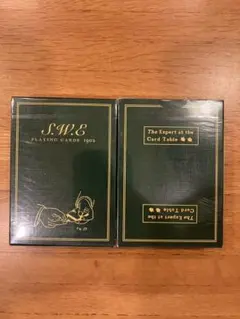 S.W.E
PLAYING CARDS 1902
The Expert at the
Card Table
The Expert at the
Card Table